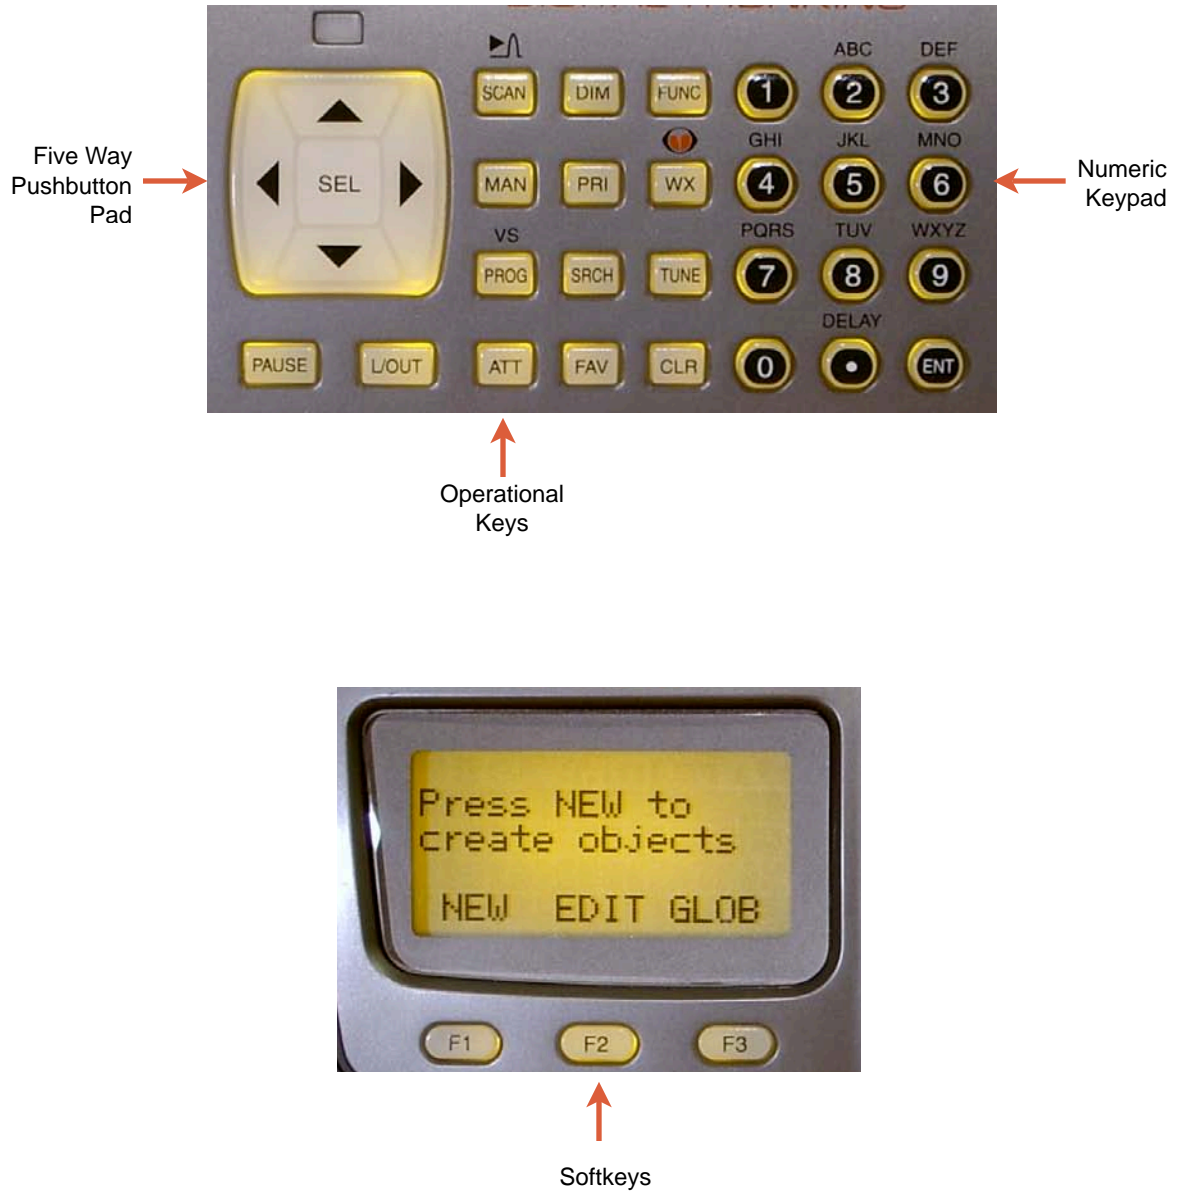 ABC DEF
SCAN DIM FUNC 1 2 3
GHI JKL MNO
Five Way
Pushbutton
Pad
SEL MAN PRI WX 4 5 6
Numeric
Keypad
VS PQRS TUV WXYZ
PROG SRCH TUNE 7 8 9
DELAY
PAUSE L/OUT ATT FAV CLR 0 • ENT
Operational
Keys
Press NEW to
create objects
NEW EDIT GLOB
F1 F2 F3
Softkeys